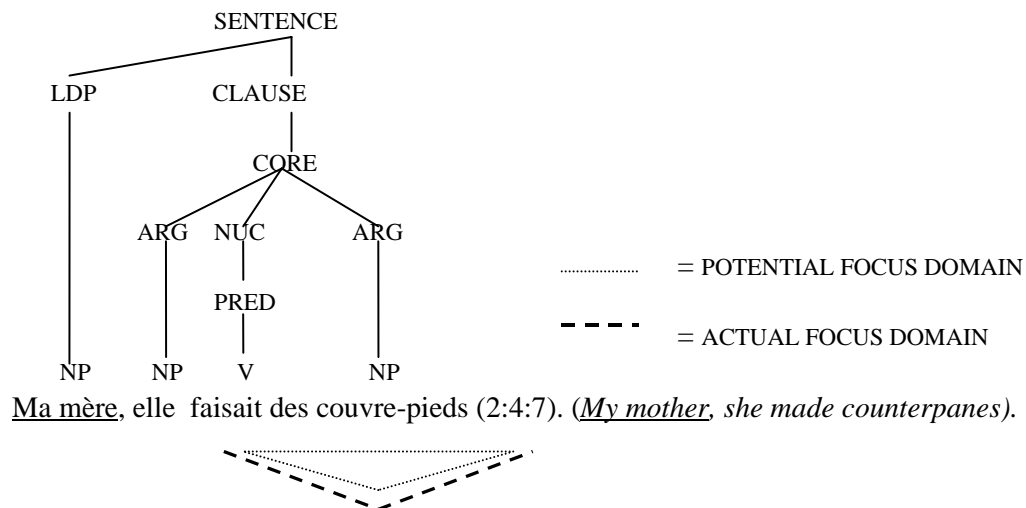 SENTENCE
LDP CLAUSE
CORE
ARG NUC ARG
= POTENTIAL FOCUS DOMAIN
PRED
= ACTUAL FOCUS DOMAIN
NP NP V NP
Ma mère, elle faisait des couvre-pieds (2:4:7). (My mother, she made counterpanes).